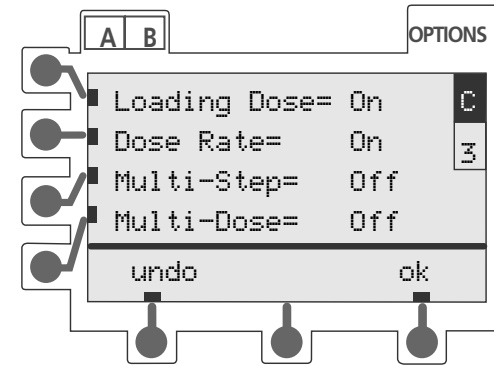 A B
OPTIONS
Loading Dose= On
C
Dose Rate= On
3
Multi-Step= Off
Multi-Dose= Off
undo ok